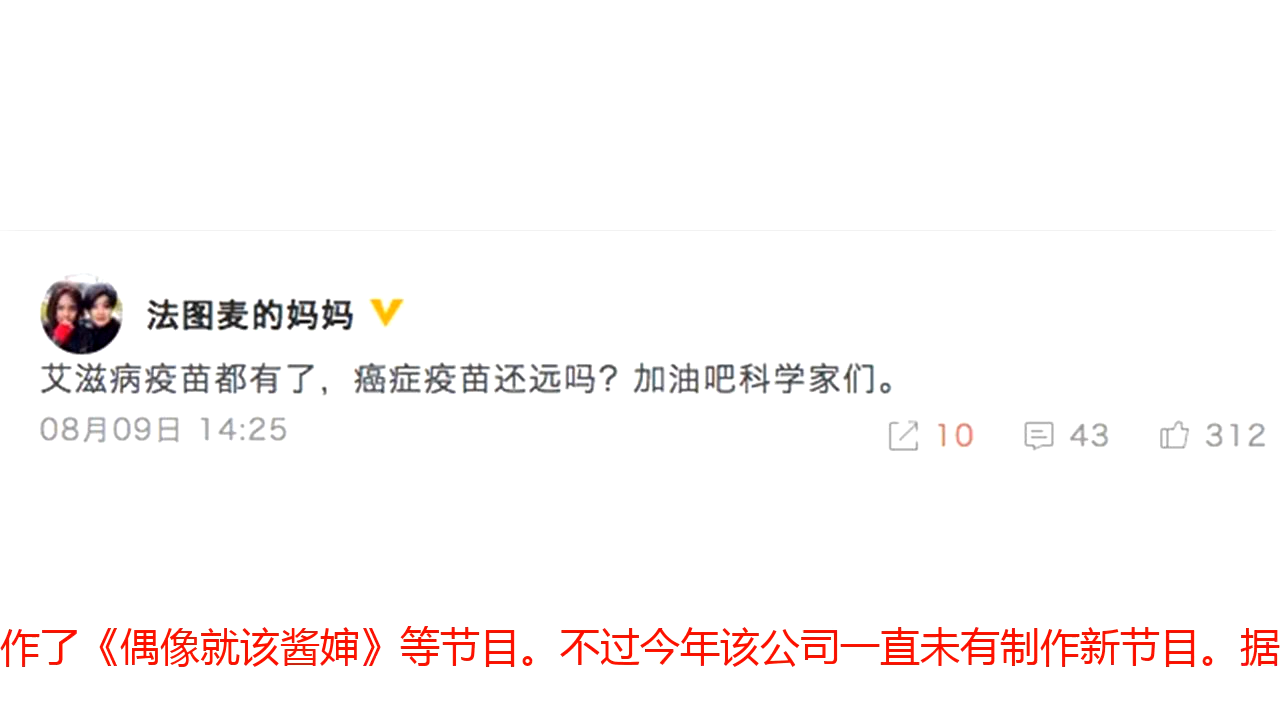 法图麦的妈妈
艾滋病疫苗都有了，癌症疫苗还远吗？加油吧科学家们。
08月09日 14:25
10 43 312
作了《偶像就该酱婶》等节目。不过今年该公司一直未有制作新节目。据